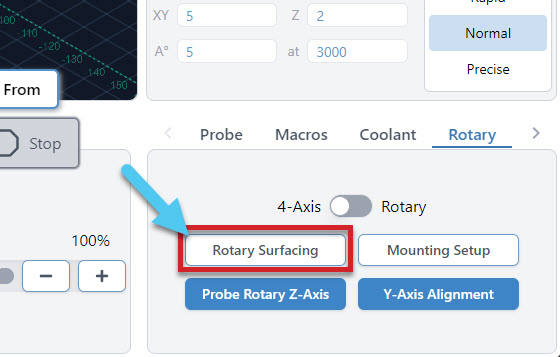 100
-110
-120
-130
140
150
From
Stop
100%
XY 5 Z 2
A° 5 at 3000
Rapid
Normal
Precise
Probe Macros Coolant Rotary
4-Axis Rotary
Rotary Surfacing Mounting Setup
Probe Rotary Z-Axis Y-Axis Alignment